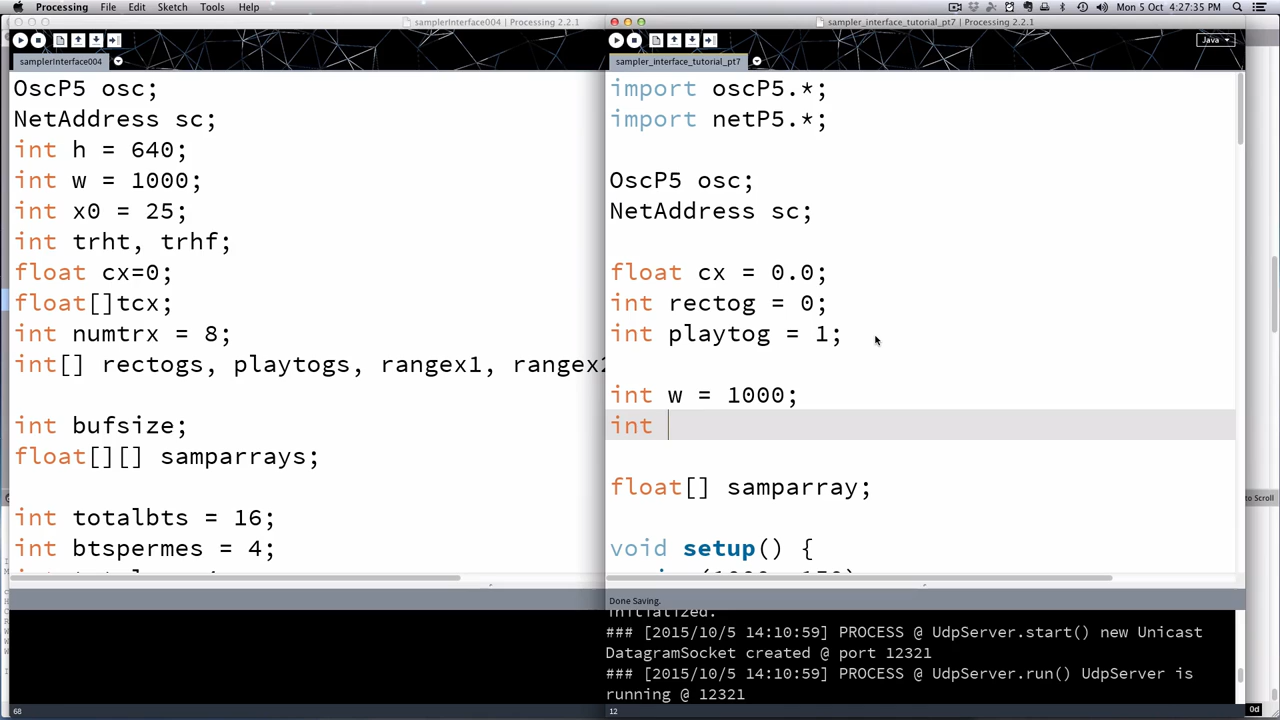 Processing File Edit Sketch Tools Help Mon 5 Oct 4:27:35 PM
samplerInterface004 | Processing 2.2.1
samplerInterface004
OscP5 osc;
NetAddress sc;
int h = 640;
int w = 1000;
int x0 = 25;
int trht, trhf;
float cx=0;
float[]tcx;
int numtrx = 8;
int[] rectogs, playtogs, rangex1, rangex2
int bufsize;
float[][] samparrays;
int totalbts = 16;
int btspermes = 4;
68
sampler_interface_tutorial_pt7 | Processing 2.2.1
Java
sampler_interface_tutorial_pt7
import oscP5.*;
import netP5.*;
OscP5 osc;
NetAddress sc;
float cx = 0.0;
int rectog = 0;
int playtog = 1;
int w = 1000;
int
float[] samparray;
void setup() {
Done Saving.
initialized.
### [2015/10/5 14:10:59] PROCESS @ UdpServer.start() new Unicast
DatagramSocket created @ port 12321
### [2015/10/5 14:10:59] PROCESS @ UdpServer.run() UdpServer is
running @ 12321
12
to Scroll
0d